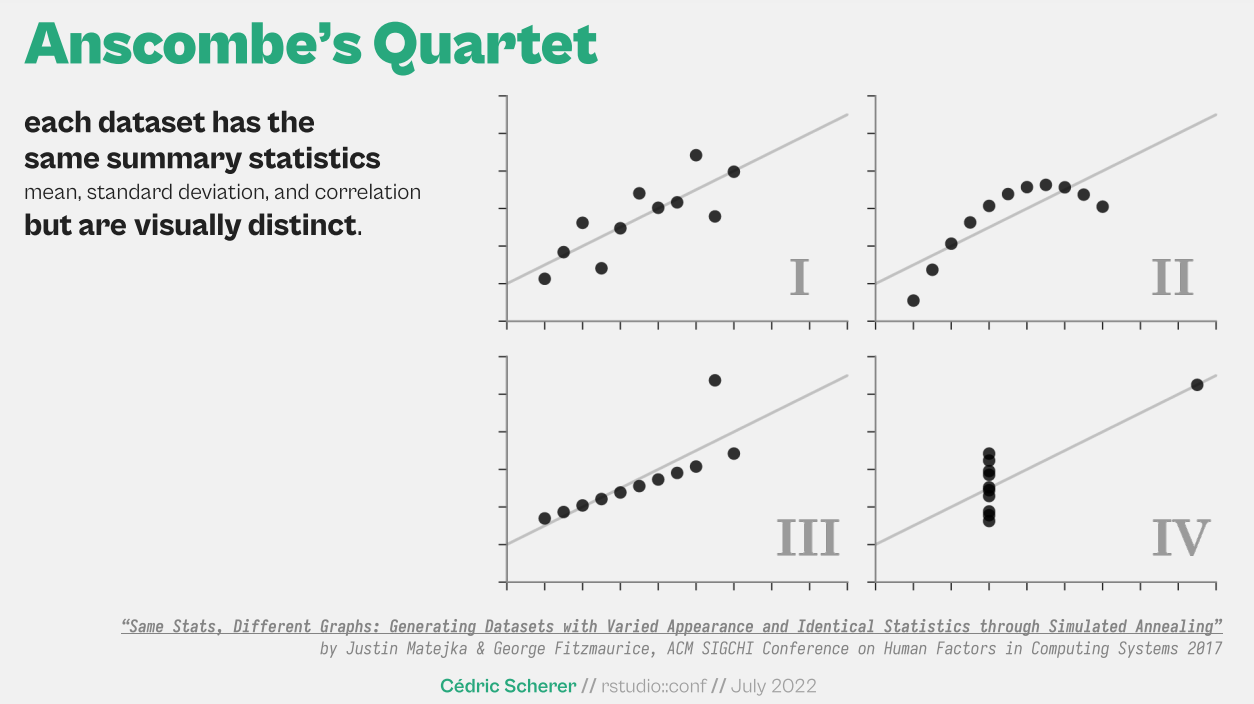 Anscombe’s Quartet
each dataset has the
same summary statistics
mean, standard deviation, and correlation
but are visually distinct.
I
II
III
IV
“Same Stats, Different Graphs: Generating Datasets with Varied Appearance and Identical Statistics through Simulated Annealing”
by Justin Matejka & George Fitzmaurice, ACM SIGCHI Conference on Human Factors in Computing Systems 2017
Cédric Scherer // rstudio::conf // July 2022